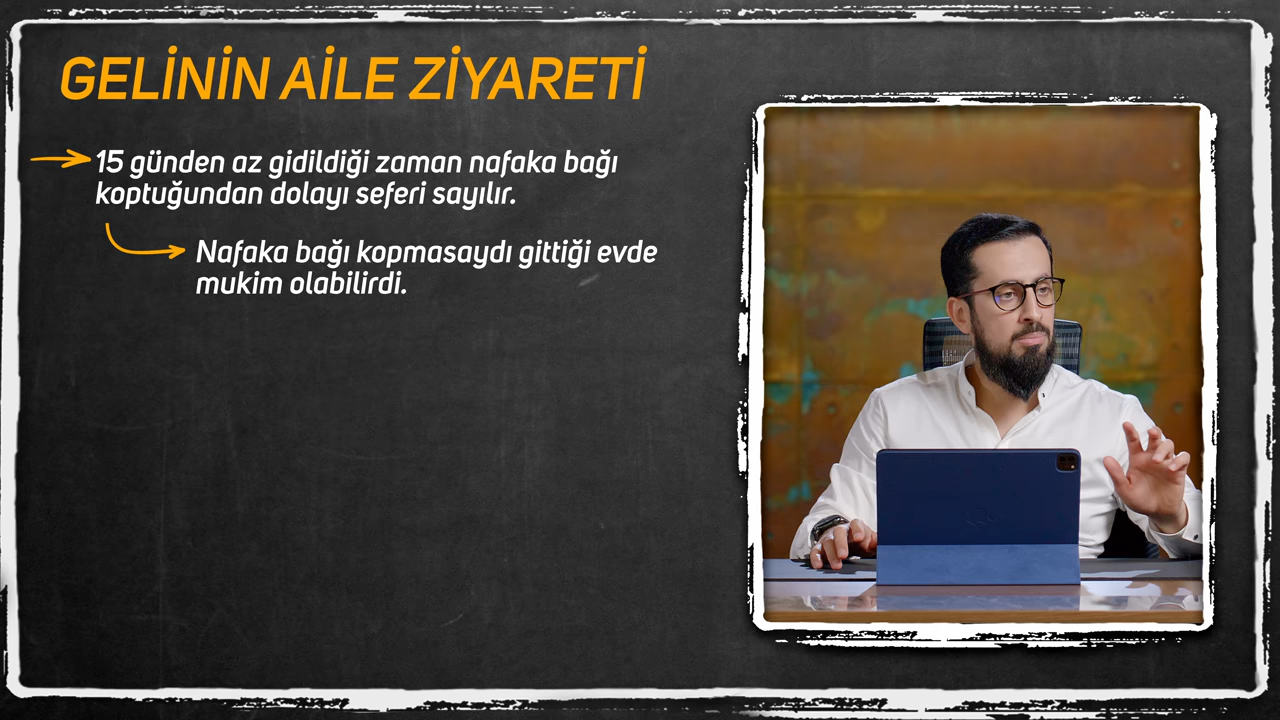 GELİNİN AİLE ZİYARETİ
15 günden az gidildiği zaman nafaka bağı
koptuğundan dolayı seferi sayılır.
Nafaka bağı kopmasaydı gittiği evde
mukim olabilirdi.